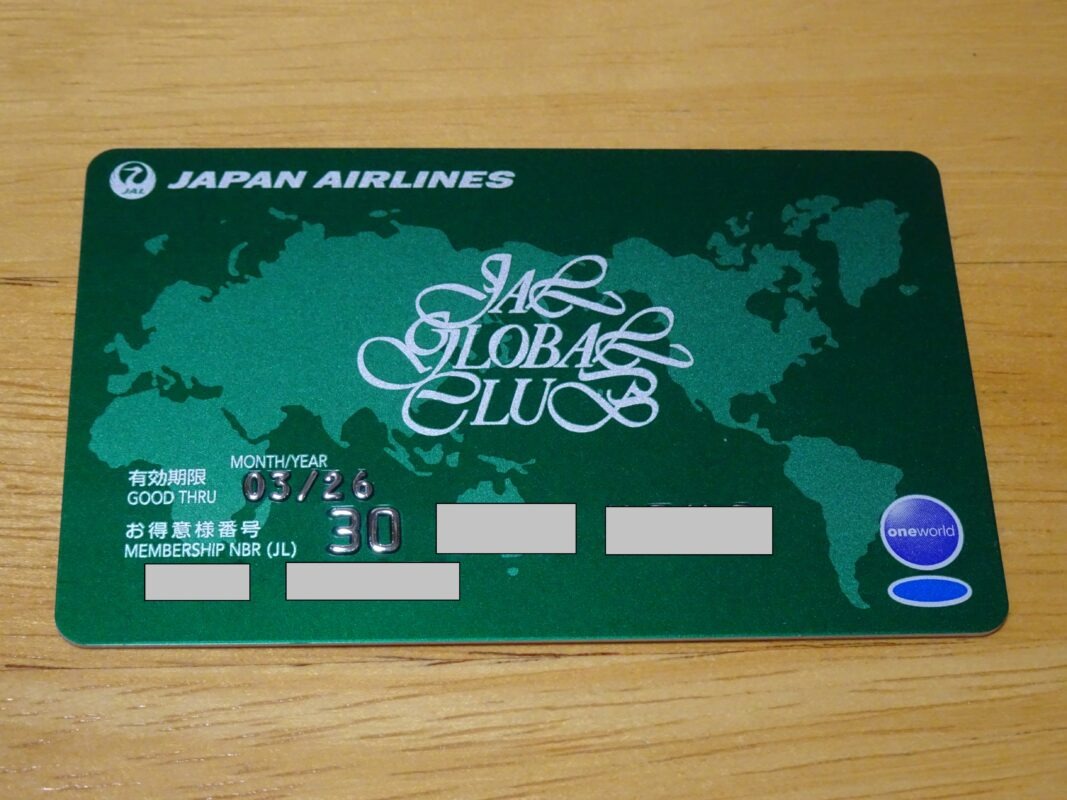 JAL
JAPAN AIRLINES
JAL
GLOBAL
CLUB
MONTH/YEAR
有効期限
GOOD THRU
03/26
お得意様番号
MEMBERSHIP NBR (JL)
30
oneworld